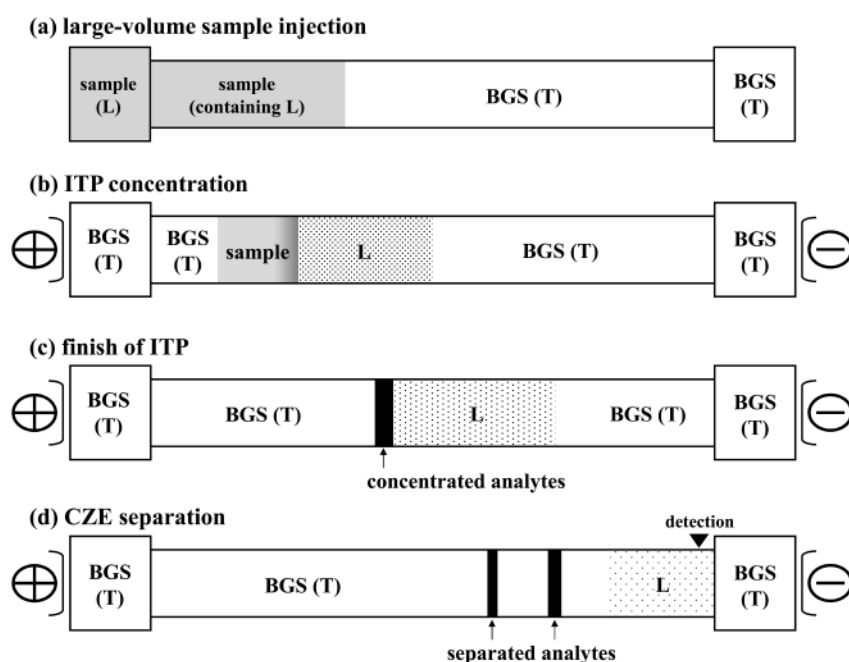 (a) large-volume sample injection
sample
(L)
sample
(containing L)
BGS (T)
BGS
(T)
(b) ITP concentration
BGS
(T)
BGS
(T)
sample
L
BGS (T)
BGS
(T)
(c) finish of ITP
BGS
(T)
BGS (T)
L
BGS (T)
BGS
(T)
concentrated analytes
(d) CZE separation
detection
BGS
(T)
BGS (T)
L
BGS
(T)
separated analytes